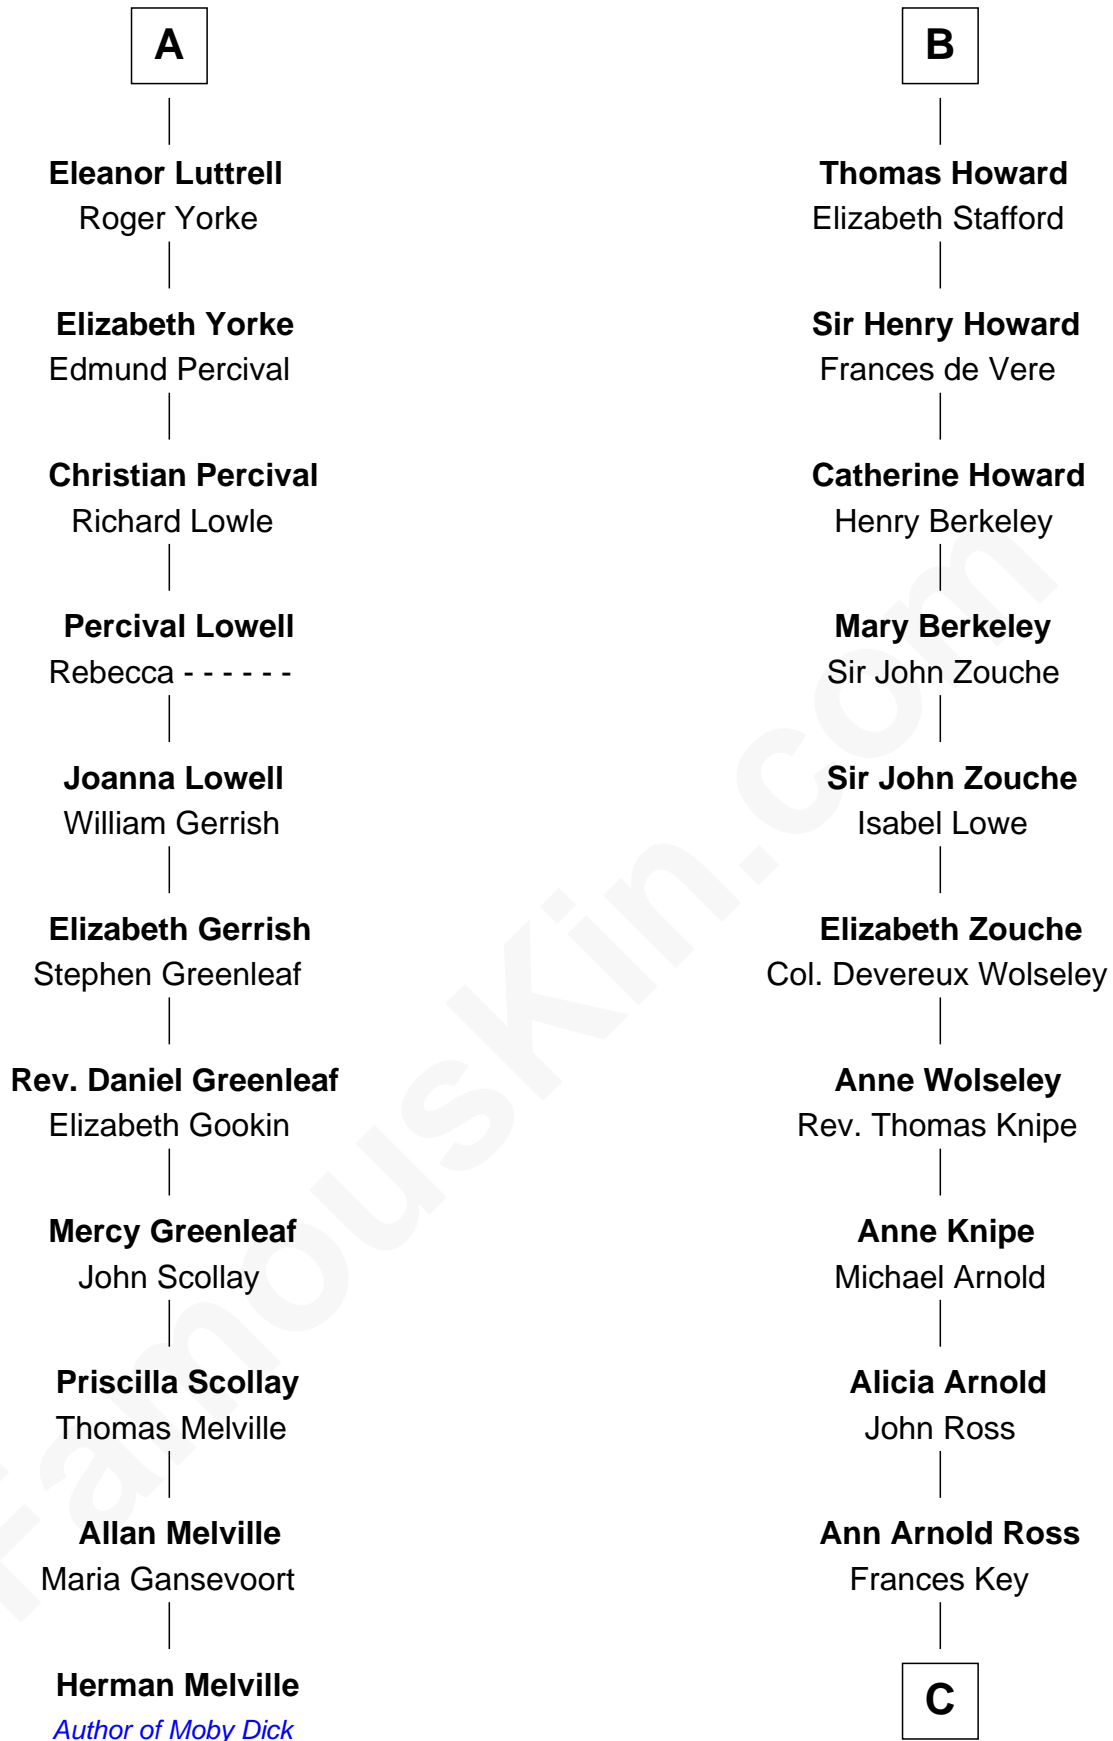 A
Eleanor Luttrell
Roger Yorke
Elizabeth Yorke
Edmund Percival
Christian Percival
Richard Lowle
Percival Lowell
Rebecca - - - - - -
Joanna Lowell
William Gerrish
Elizabeth Gerrish
Stephen Greenleaf
Rev. Daniel Greenleaf
Elizabeth Gookin
Mercy Greenleaf
John Scollay
Priscilla Scollay
Thomas Melville
Allan Melville
Maria Gansevoort
Herman Melville
Author of Moby Dick
B
Thomas Howard
Elizabeth Stafford
Sir Henry Howard
Frances de Vere
Catherine Howard
Henry Berkeley
Mary Berkeley
Sir John Zouche
Sir John Zouche
Isabel Lowe
Elizabeth Zouche
Col. Devereux Wolseley
Anne Wolseley
Rev. Thomas Knipe
Anne Knipe
Michael Arnold
Alicia Arnold
John Ross
Ann Arnold Ross
Frances Key
C
FamousKin.com